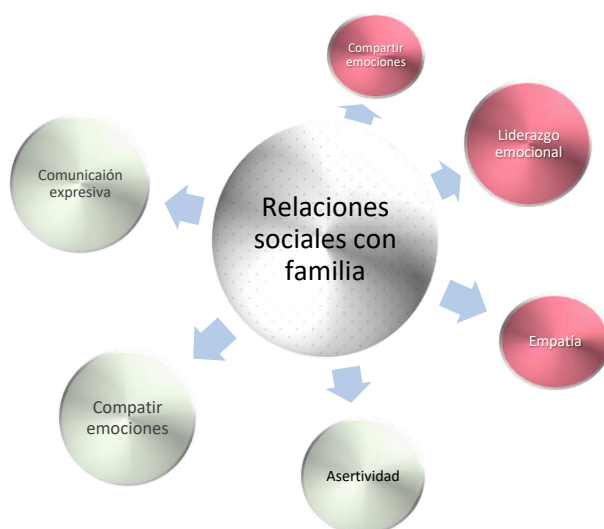 Compartir
emociones
Liderazgo
emocional
Comunicaión
expresiva
Relaciones
sociales con
familia
Empatía
Compatir
emociones
Asertividad